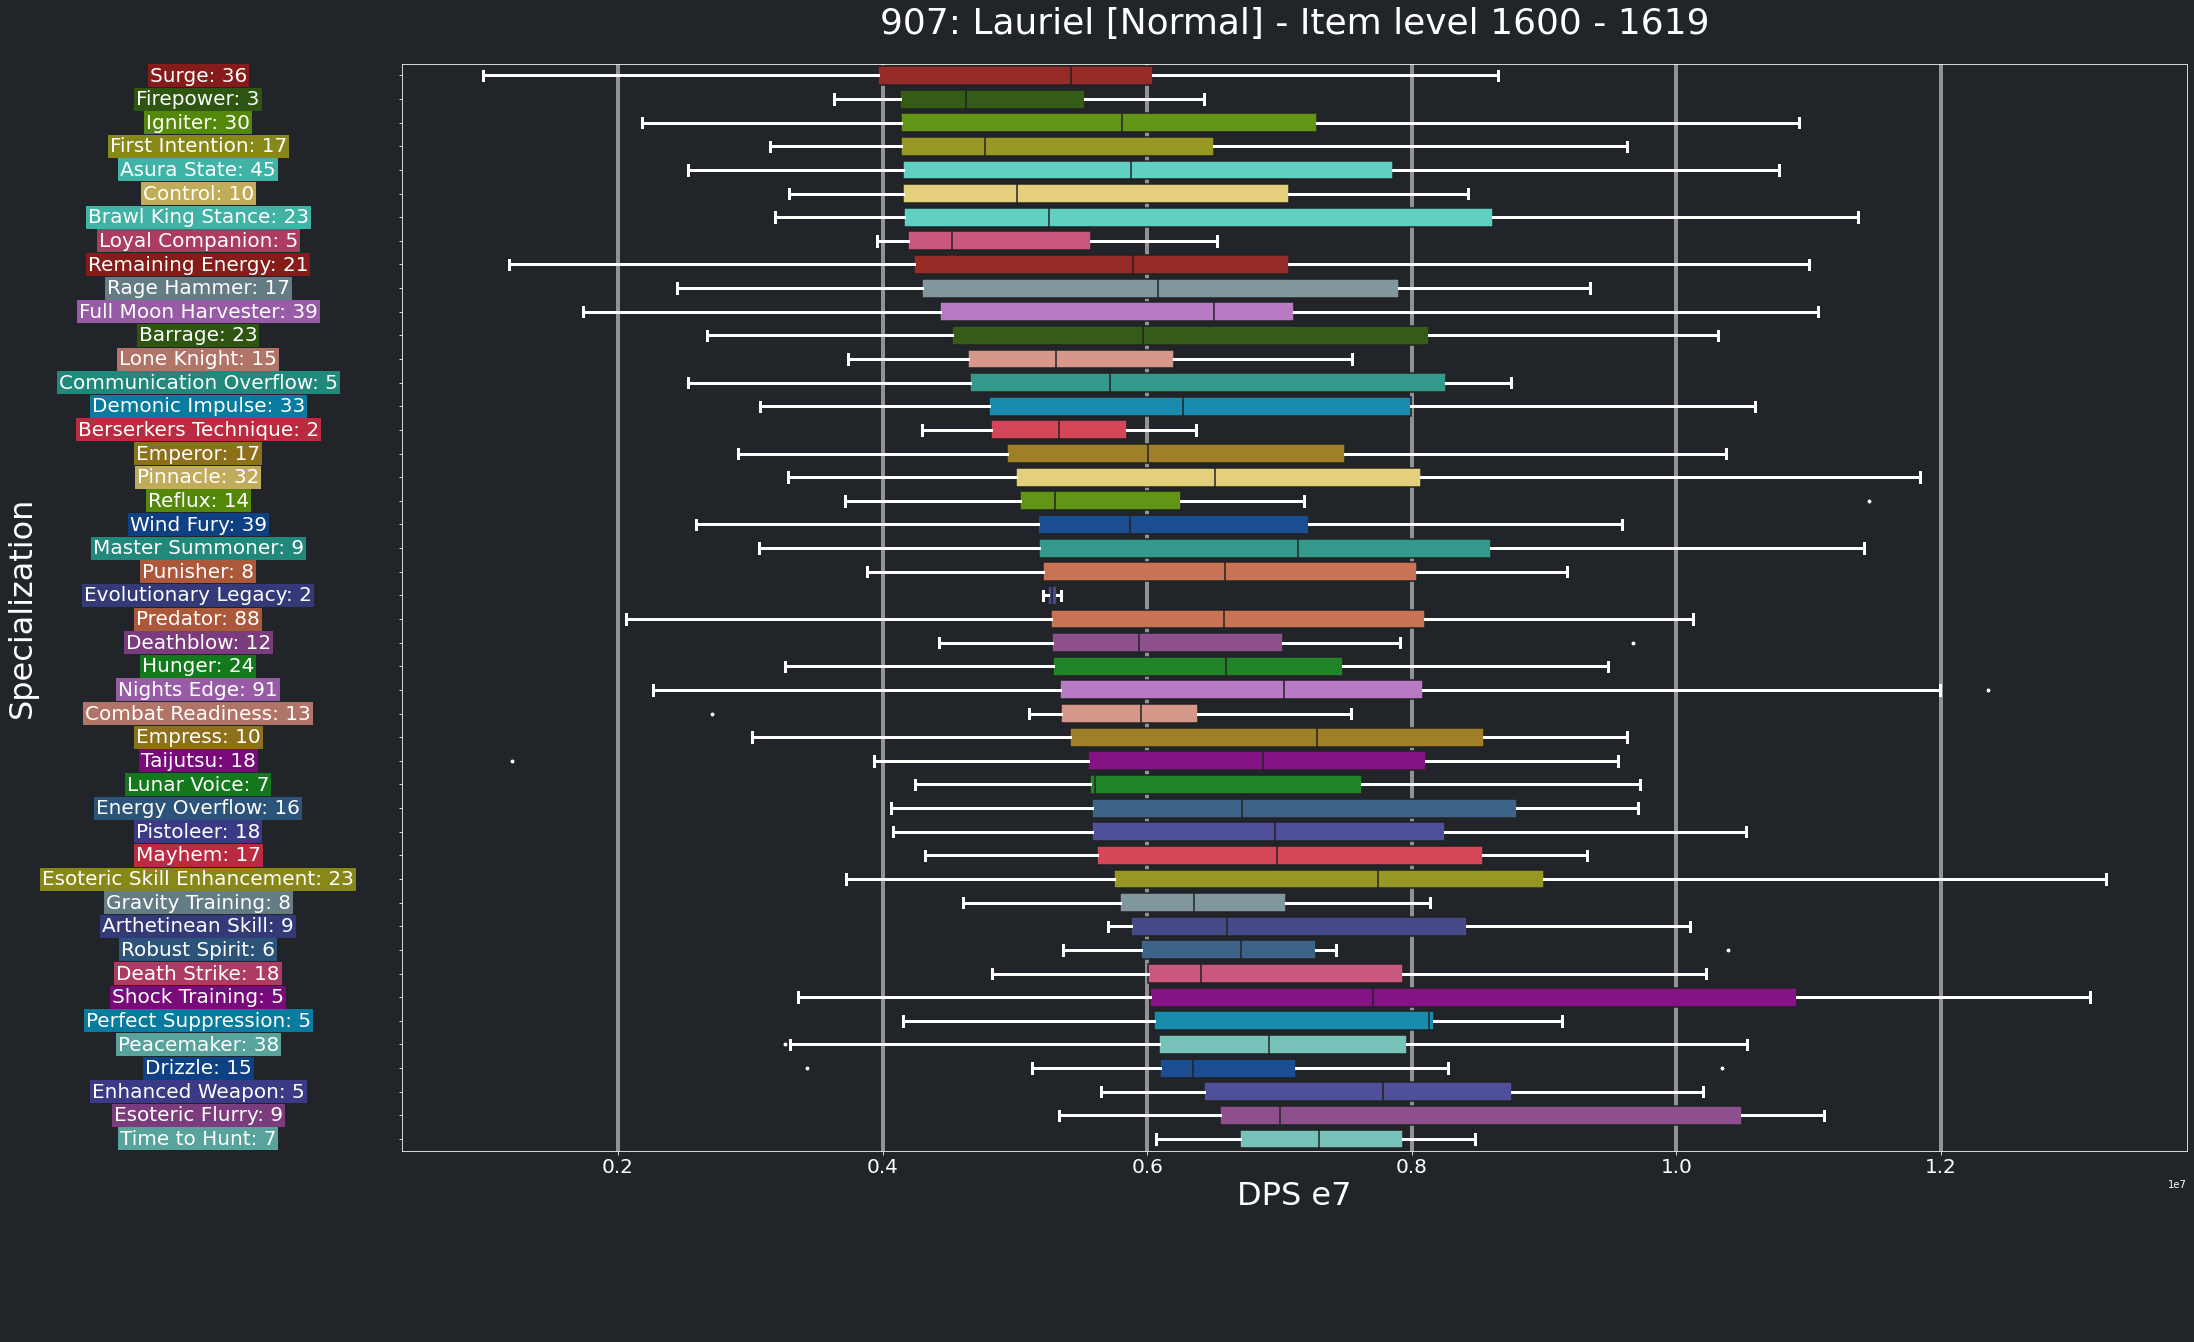 907: Lauriel [Normal] - Item level 1600 - 1619
Surge: 36
Firepower: 3
Igniter: 30
First Intention: 17
Asura State: 45
Control: 10
Brawl King Stance: 23
Loyal Companion: 5
Remaining Energy: 21
Rage Hammer: 17
Full Moon Harvester: 39
Barrage: 23
Lone Knight: 15
Communication Overflow: 5
Demonic Impulse: 33
Berserkers Technique: 2
Emperor: 17
Pinnacle: 32
Reflux: 14
Wind Fury: 39
Master Summoner: 9
Punisher: 8
Evolutionary Legacy: 2
Predator: 88
Deathblow: 12
Hunger: 24
Nights Edge: 91
Combat Readiness: 13
Empress: 10
Taijutsu: 18
Lunar Voice: 7
Energy Overflow: 16
Pistoleer: 18
Mayhem: 17
Esoteric Skill Enhancement: 23
Gravity Training: 8
Arthetinean Skill: 9
Robust Spirit: 6
Death Strike: 18
Shock Training: 5
Perfect Suppression: 5
Peacemaker: 38
Drizzle: 15
Enhanced Weapon: 5
Esoteric Flurry: 9
Time to Hunt: 7
Specialization
0.2 0.4 0.6 0.8 1.0 1.2
1e7
DPS e7